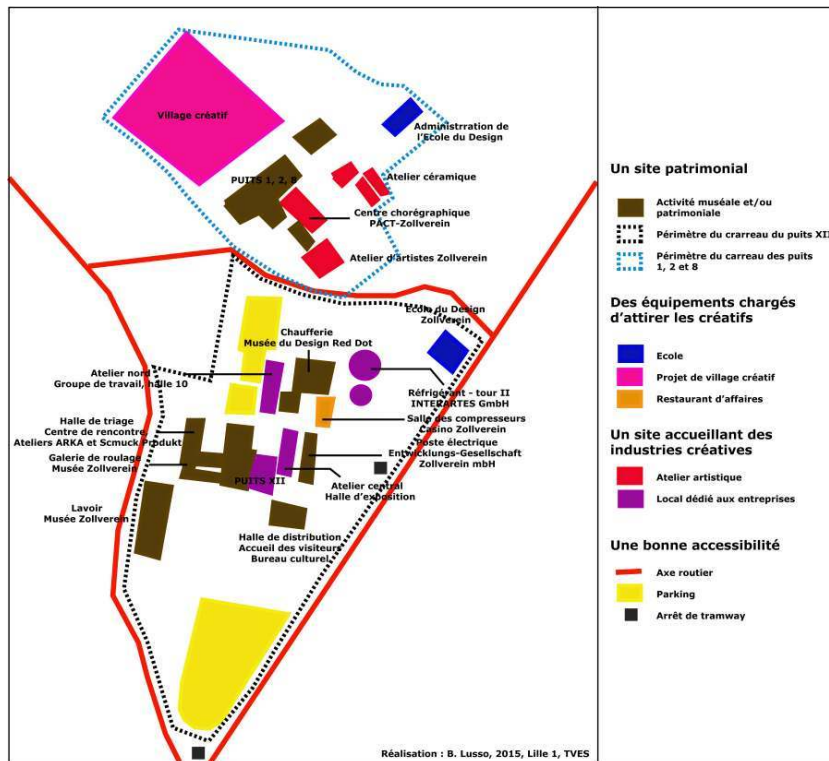 Village créatif
Administrration de
l'Ecole du Design
PUITS 1, 2, 8
Atelier céramique
Centre chorégraphique
PACT-Zollverein
Atelier d'artistes Zollverein
Ecole du Design
Zollverein
Chaufferie
Musée du Design Red Dot
Atelier nord
Groupe de travail, halle 10
Réfrigérant - tour II
INTERARTES GmbH
Halle de triage
Centre de rencontre
Ateliers ARKA et Scmuck Produkt
Salle des compresseurs
Casino Zollverein
Galerie de roulage
Musée Zollverein
Poste électrique
Entwicklungs-Gesellschaft
Zollverein mbH
PUITS XII
Atelier central
Halle d'exposition
Lavoir
Musée Zollverein
Halle de distribution
Accueil des visiteurs
Bureau culturel
Réalisation : B. Lusso, 2015, Lille 1, TVES
Un site patrimonial
Activité muséale et/ou
patrimoniale
Périmètre du crarreau du puits XII
Périmètre du carreau des puits
1, 2 et 8
Des équipements chargés
d'attirer les créatifs
Ecole
Projet de village créatif
Restaurant d'affaires
Un site accueillant des
industries créatives
Atelier artistique
Local dédié aux entreprises
Une bonne accessibilité
Axe routier
Parking
Arrêt de tramway